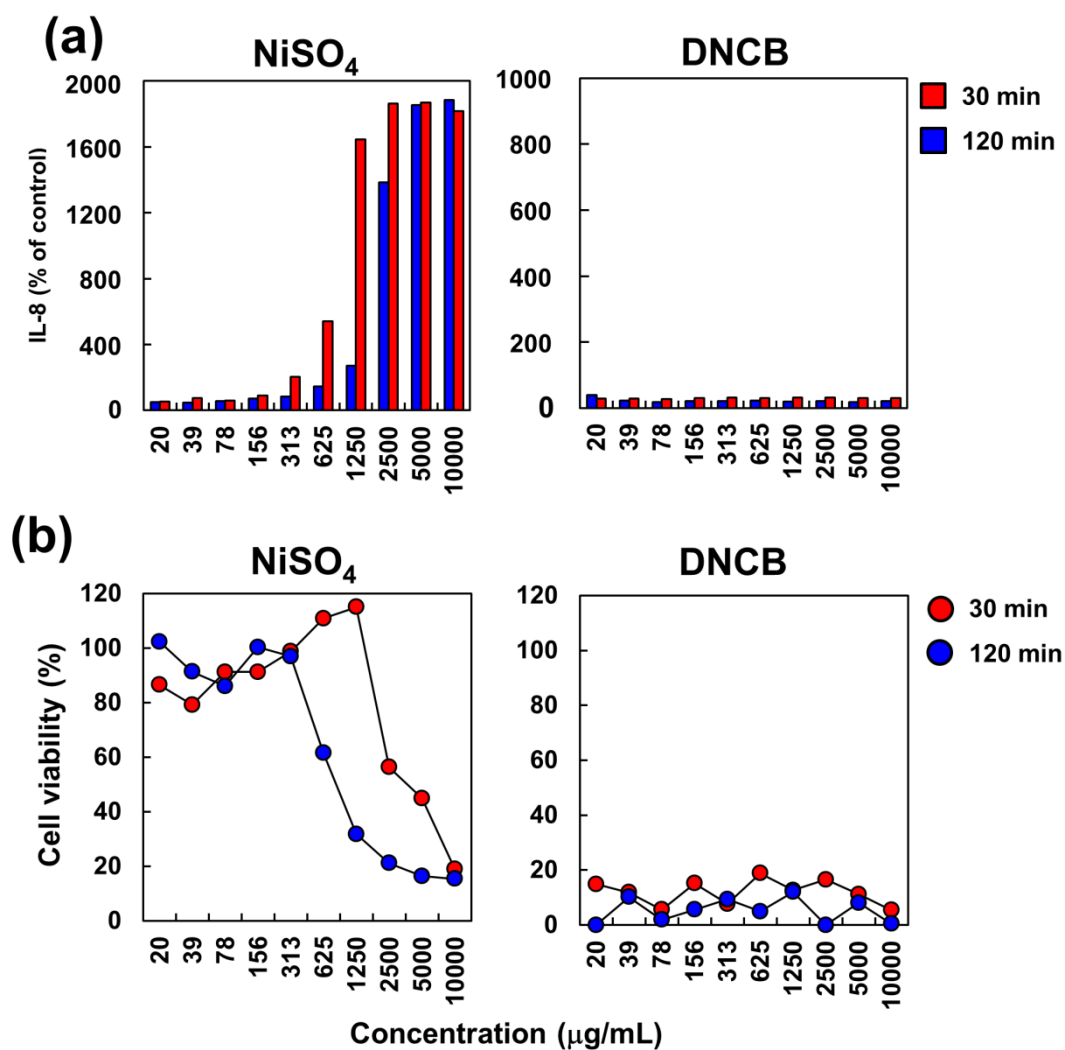 (a)
NiSO4
DNCB
IL-8 (% of control)
2000
1600
1200
800
400
0
20 39 78 156 313 625 1250 2500 5000 10000
1000
800
600
400
200
0
20 39 78 156 313 625 1250 2500 5000 10000
30 min
120 min
(b)
NiSO4
DNCB
Cell viability (%)
120
100
80
60
40
20
0
20 39 78 156 313 625 1250 2500 5000 10000
120
100
80
60
40
20
0
20 39 78 156 313 625 1250 2500 5000 10000
30 min
120 min
Concentration (μg/mL)